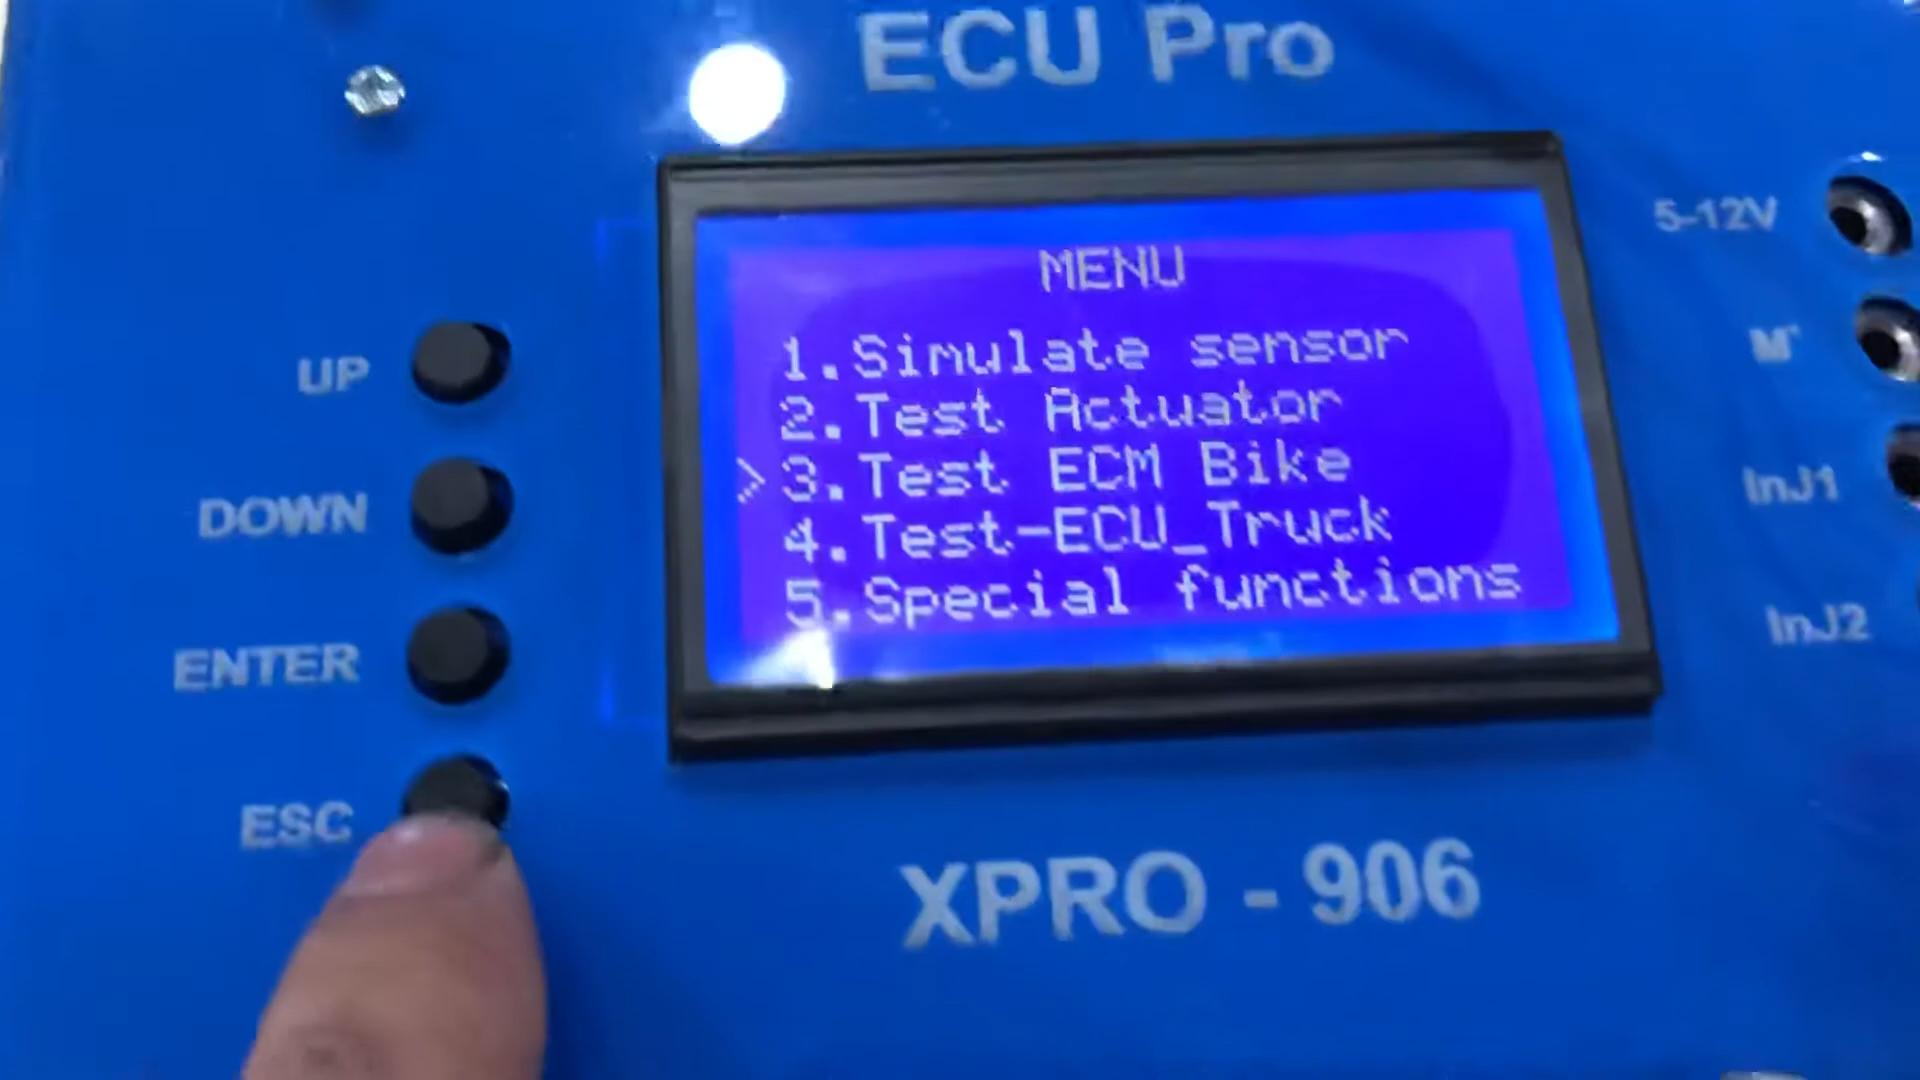 ECU Pro
MENU
1.Simulate sensor
2.Test Actuator
>3.Test ECM Bike
4.Test-ECU_Truck
5.Special functions
UP
DOWN
ENTER
ESC
5-12V
InJ1
InJ2
XPRO - 906